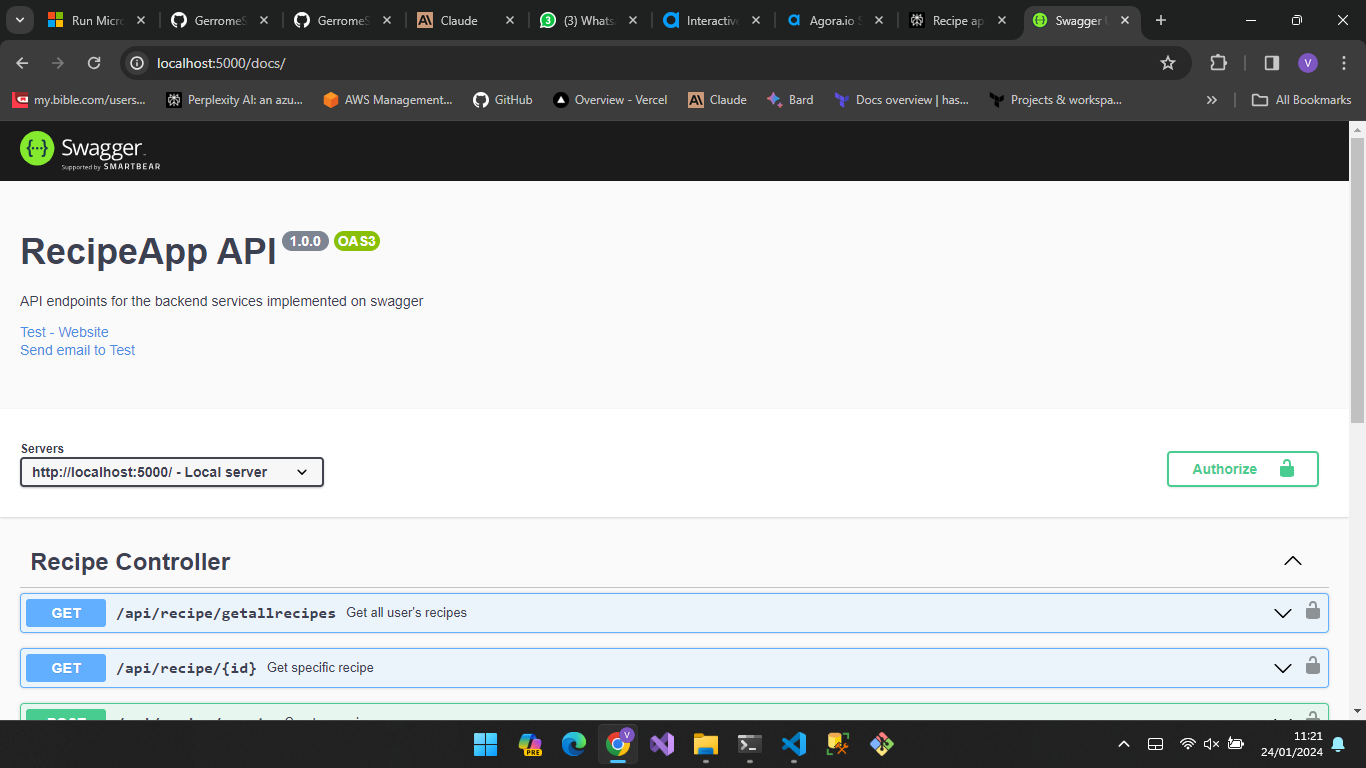 Run Micro
GerromeS
GerromeS
Claude
(3) Whats
Interactive
Agora.io S
Recipe ap
Swagger U
localhost:5000/docs/
V
my.bible.com/users...
Perplexity AI: an azu...
AWS Management...
GitHub
Overview - Vercel
Claude
Bard
Docs overview | has...
Projects & workspa...
All Bookmarks
Swagger.
Supported by SMARTBEAR
RecipeApp API 1.0.0 OAS3
API endpoints for the backend services implemented on swagger
Test - Website
Send email to Test
Servers
http://localhost:5000/ - Local server
Authorize
Recipe Controller
GET /api/recipe/getallrecipes Get all user's recipes
GET /api/recipe/{id} Get specific recipe
PRE
V
11:21
24/01/2024